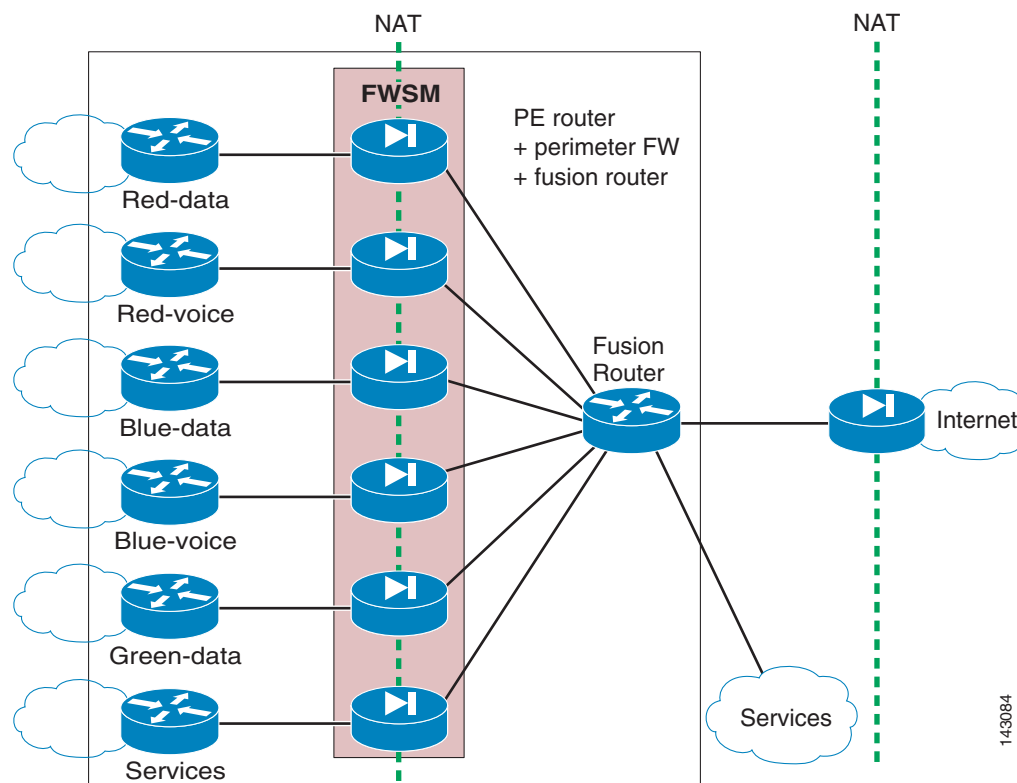 NAT
NAT
FWSM
PE router
+ perimeter FW
+ fusion router
Red-data
Red-voice
Fusion
Router
Blue-data
Internet
Blue-voice
Green-data
Services
Services
143084